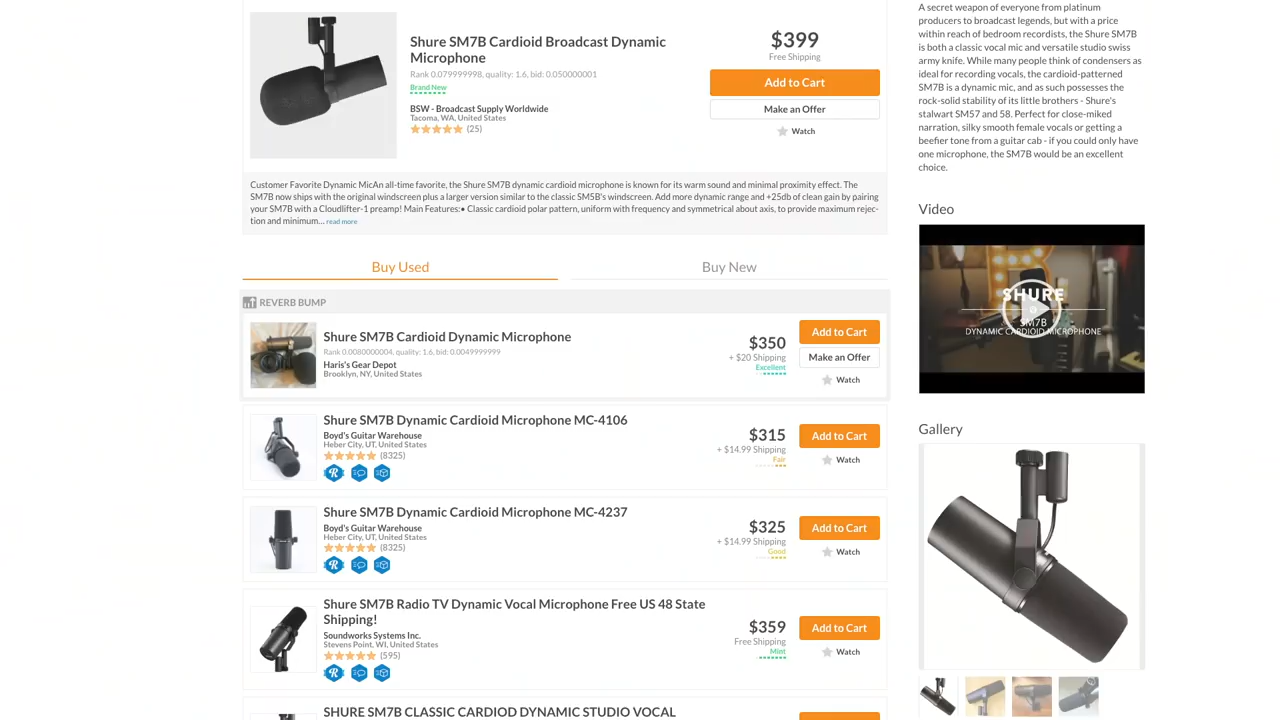 Shure SM7B Cardioid Broadcast Dynamic
Microphone
Rank 0.079999998, quality: 1.6, bid: 0.050000001
Brand New
BSW - Broadcast Supply Worldwide
Tacoma, WA, United States
(25)
$399
Free Shipping
Add to Cart
Make an Offer
Watch
Customer Favorite Dynamic MicAn all-time favorite, the Shure SM7B dynamic cardioid microphone is known for its warm sound and minimal proximity effect. The
SM7B now ships with the original windscreen plus a larger version similar to the classic SM5B's windscreen. Add more dynamic range and +25db of clean gain by pairing
your SM7B with a Cloudlifter-1 preamp! Main Features:• Classic cardioid polar pattern, uniform with frequency and symmetrical about axis, to provide maximum rejec-
tion and minimum... read more
Buy Used
Buy New
REVERB BUMP
Shure SM7B Cardioid Dynamic Microphone
Rank 0.0080000004, quality: 1.6, bid: 0.0049999999
Haris's Gear Depot
Brooklyn, NY, United States
$350
+ $20 Shipping
Excellent
Add to Cart
Make an Offer
Watch
Shure SM7B Dynamic Cardioid Microphone MC-4106
Boyd's Guitar Warehouse
Heber City, UT, United States
(8325)
$315
+ $14.99 Shipping
Fair
Add to Cart
Watch
Shure SM7B Dynamic Cardioid Microphone MC-4237
Boyd's Guitar Warehouse
Heber City, UT, United States
(8325)
$325
+ $14.99 Shipping
Good
Add to Cart
Watch
Shure SM7B Radio TV Dynamic Vocal Microphone Free US 48 State
Shipping!
Soundworks Systems Inc.
Stevens Point, WI, United States
(595)
$359
Free Shipping
Mint
Add to Cart
Watch
SHURE SM7B CLASSIC CARDIOD DYNAMIC STUDIO VOCAL
A secret weapon of everyone from platinum
producers to broadcast legends, but with a price
within reach of bedroom recordists, the Shure SM7B
is both a classic vocal mic and versatile studio swiss
army knife. While many people think of condensers as
ideal for recording vocals, the cardioid-patterned
SM7B is a dynamic mic, and as such possesses the
rock-solid stability of its little brothers - Shure's
stalwart SM57 and 58. Perfect for close-miked
narration, silky smooth female vocals or getting a
beefier tone from a guitar cab - if you could only have
one microphone, the SM7B would be an excellent
choice.
Video
SHURE
SM7B
DYNAMIC CARDIOID MICROPHONE
Gallery